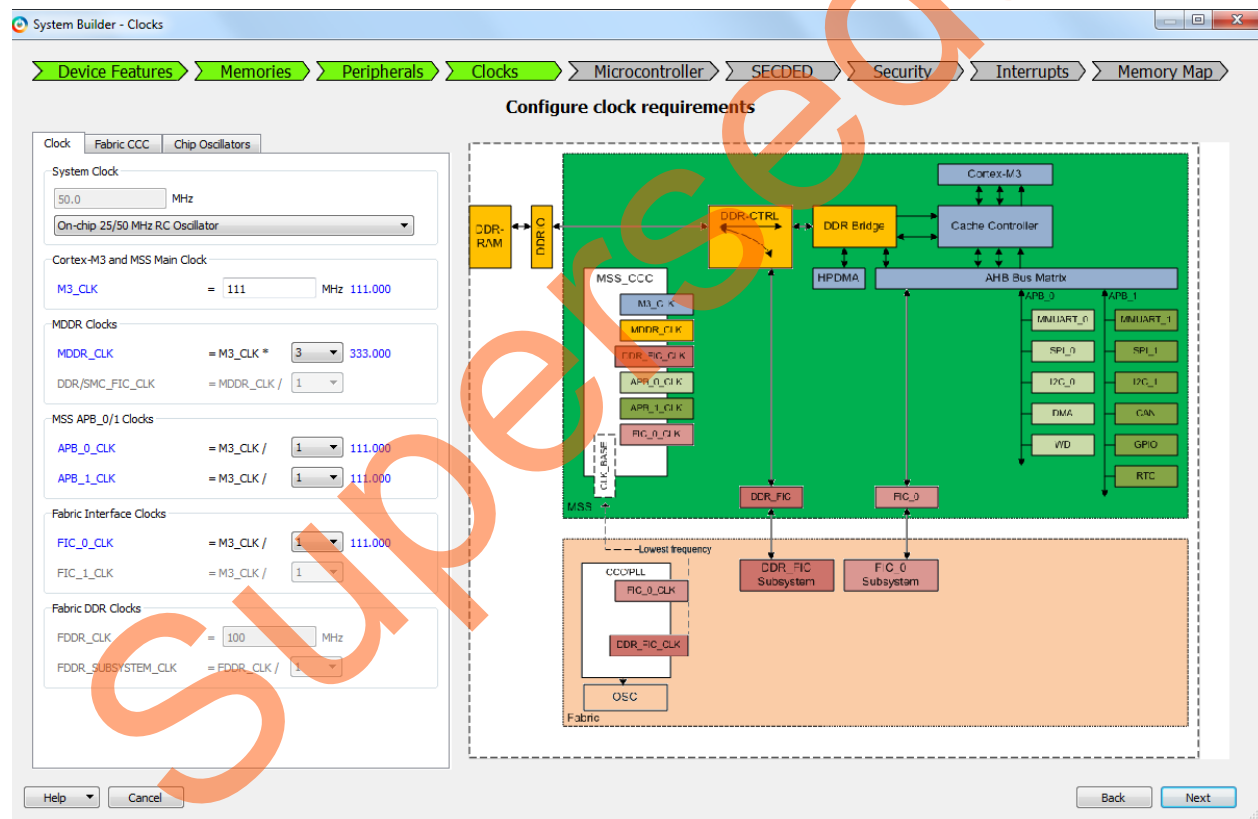 System Builder - Clocks
Device Features
Memories
Peripherals
Clocks
Microcontroller
SECDED
Security
Interrupts
Memory Map
Configure clock requirements
Clock
Fabric CCC
Chip Oscillators
System Clock
50.0 MHz
On-chip 25/50 MHz RC Oscillator
Cortex-M3 and MSS Main Clock
M3_CLK = 111 MHz 111.000
MDDR Clocks
MDDR_CLK = M3_CLK * 3 333.000
DDR/SMC_FIC_CLK = MDDR_CLK / 1
MSS APB_0/1 Clocks
APB_0_CLK = M3_CLK / 1 111.000
APB_1_CLK = M3_CLK / 1 111.000
Fabric Interface Clocks
FIC_0_CLK = M3_CLK / 1 111.000
FIC_1_CLK = M3_CLK / 1
Fabric DDR Clocks
FDDR_CLK = 100 MHz
FDDR_SUBSYSTEM_CLK = FDDR_CLK / 1
Cortex-M3
DDR-RAM
DDR IO
DDR-CTRL
DDR Bridge
Cache Controller
MSS_CCC
HPDMA
AHB Bus Matrix
M3_CLK
MDDR_CLK
DDR_FIC_CLK
APB_0_CLK
APB_1_CLK
FIC_0_CLK
CLK_BASE
APB_0
APB_1
MMUART_0
MMUART_1
SPI_0
SPI_1
I2C_0
I2C_1
DMA
CAN
WD
GPIO
RTC
DDR_FIC
FIC_0
MSS
Lowest frequency
CCC/PLL
FIC_0_CLK
DDR_FIC_CLK
DDR_FIC
Subsystem
FIC_0
Subsystem
OSC
Fabric
Help
Cancel
Back
Next
Superseded